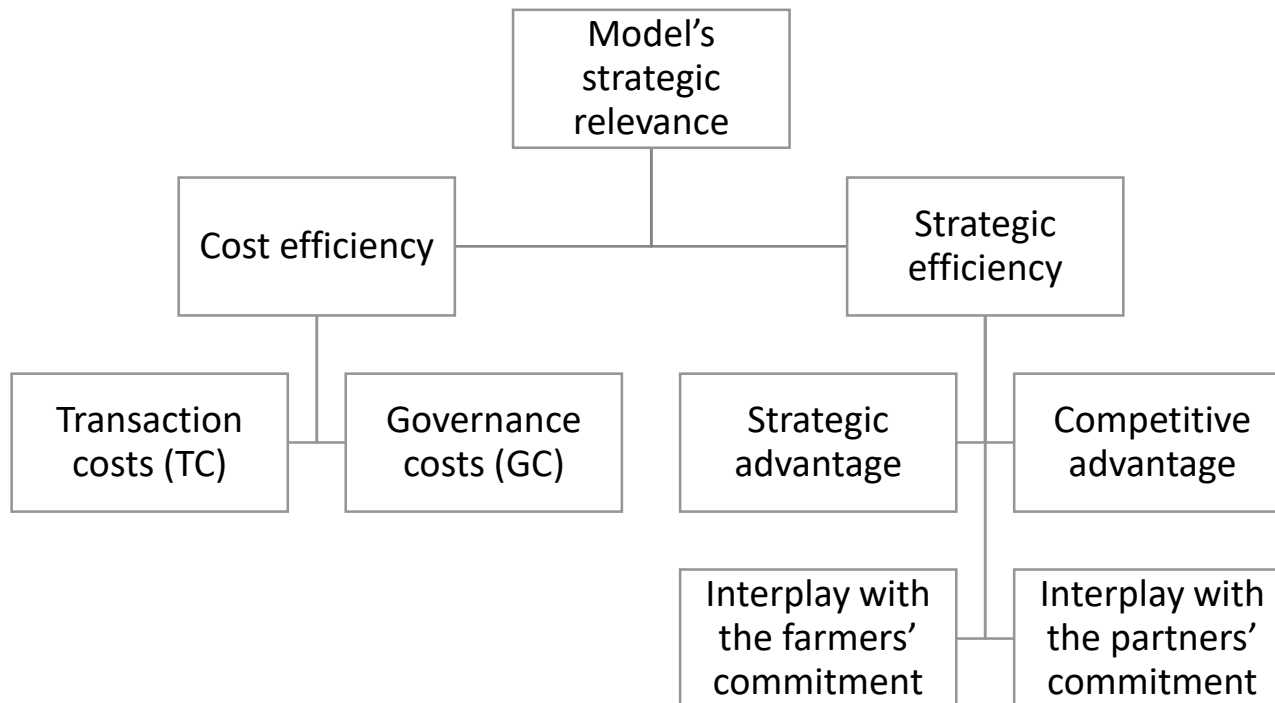 Model’s
strategic
relevance
Cost efficiency
Strategic
efficiency
Transaction
costs (TC)
Governance
costs (GC)
Strategic
advantage
Competitive
advantage
Interplay with
the farmers’
commitment
Interplay with
the partners’
commitment